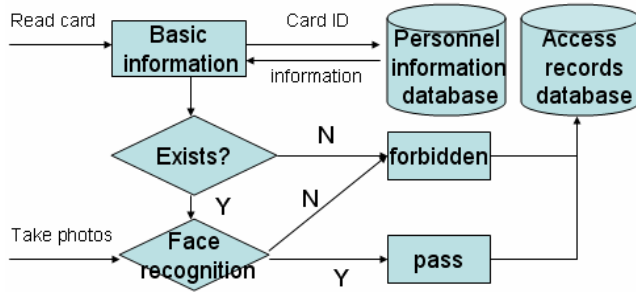 Read card
Basic
information
Card ID
information
Personnel
information
database
Access
records
database
Exists?
N
forbidden
Y
N
Take photos
Face
recognition
Y
pass